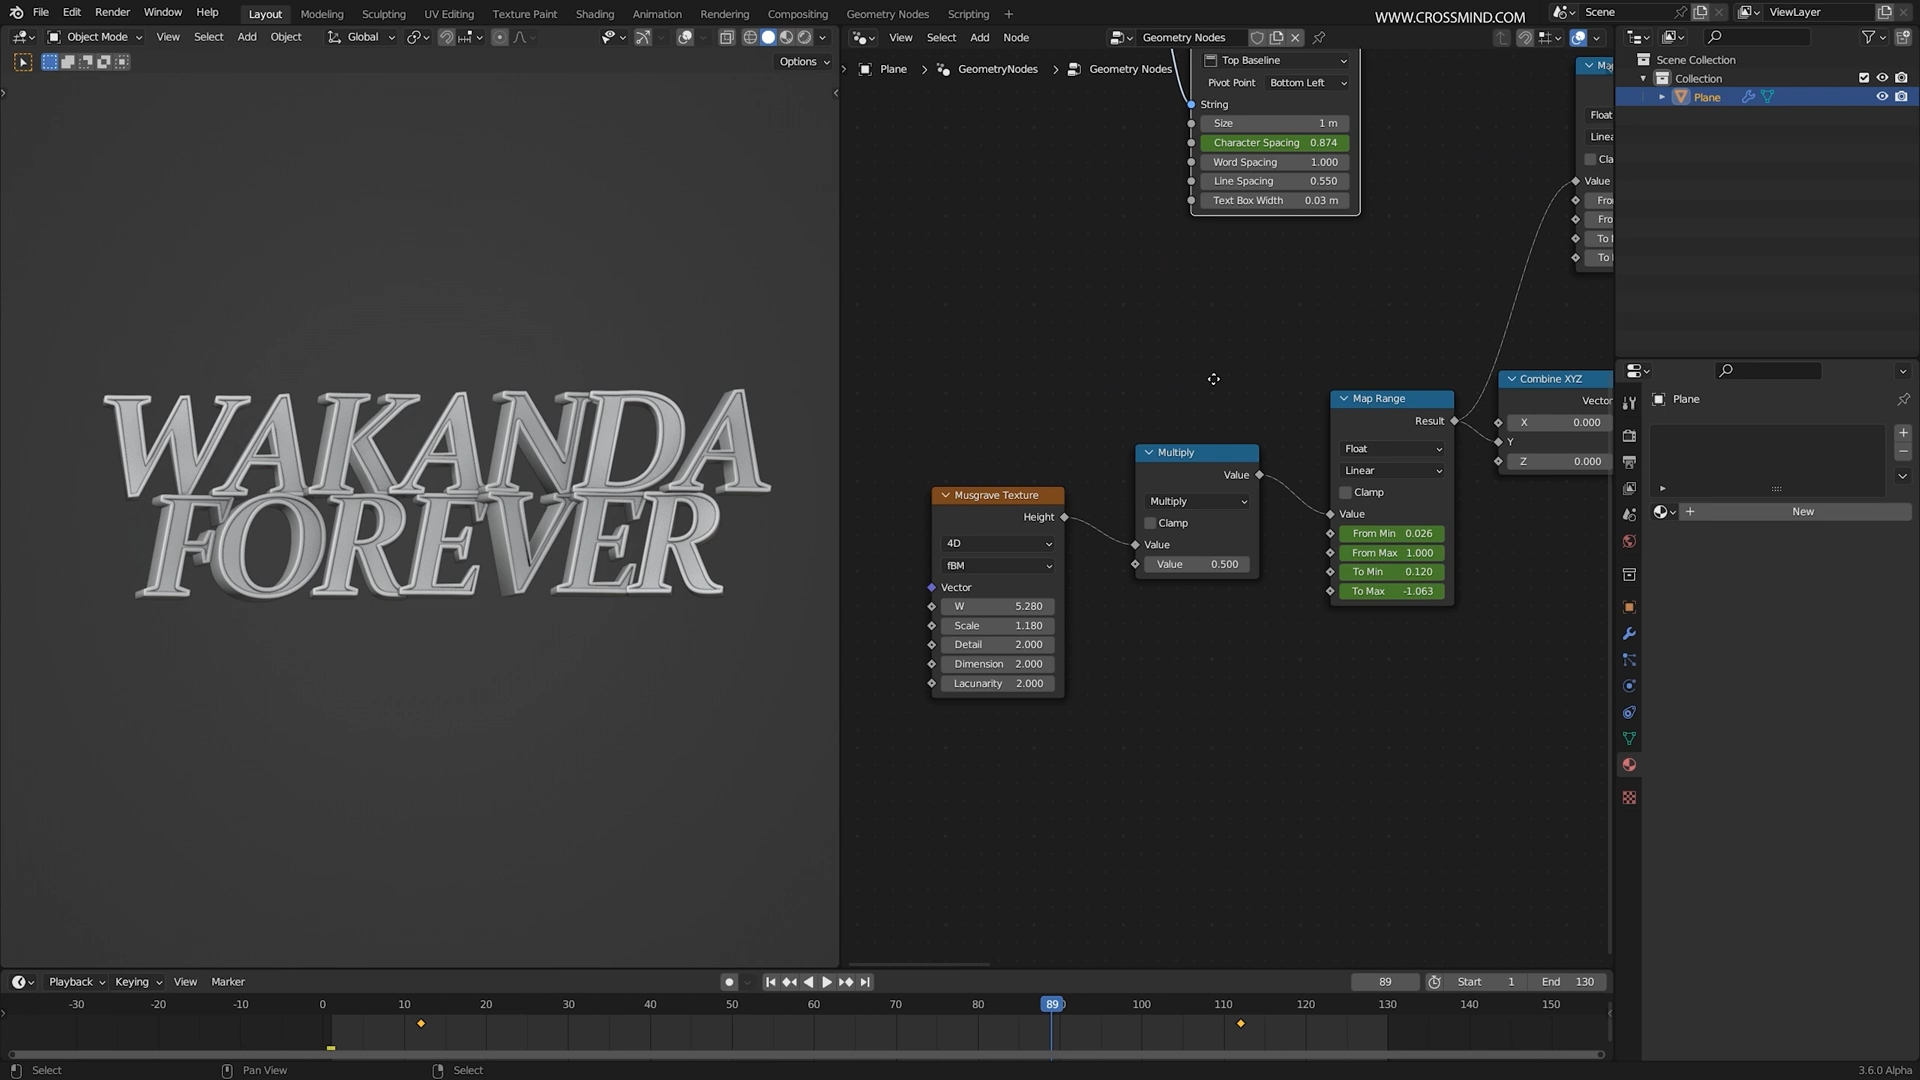 File Edit Render Window Help Layout Modeling Sculpting UV Editing Texture Paint Shading Animation Rendering Compositing Geometry Nodes Scripting + WWW.CROSSMIND.COM Scene ViewLayer
Object Mode View Select Add Object Global View Select Add Node Geometry Nodes
Options
Plane > GeometryNodes > Geometry Nodes
Scene Collection
Collection
Plane
Top Baseline
Pivot Point Bottom Left
String
Size 1 m
Character Spacing 0.874
Word Spacing 1.000
Line Spacing 0.550
Text Box Width 0.03 m
Float
Value
WAKANDA
FOREVER
Musgrave Texture
Height
4D
fBM
Vector
W 5.280
Scale 1.180
Detail 2.000
Dimension 2.000
Lacunarity 2.000
Multiply
Value
Multiply
Clamp
Value
Value 0.500
Map Range
Result
Float
Linear
Clamp
Value
From Min 0.026
From Max 1.000
To Min 0.120
To Max -1.063
Combine XYZ
Vector
X 0.000
Y
Z 0.000
Plane
New
Playback Keying View Marker 89 Start 1 End 130
-30 -20 -10 0 10 20 30 40 50 60 70 80 89 100 110 120 130 140 150
Select Pan View Select 3.6.0 Alpha